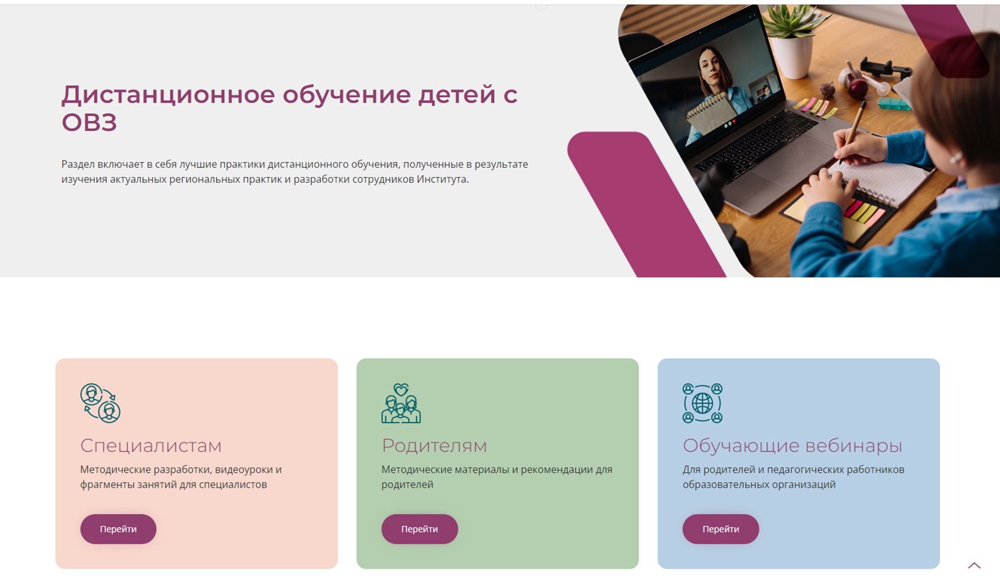 Дистанционное обучение детей с
ОВЗ
Раздел включает в себя лучшие практики дистанционного обучения, полученные в результате
изучения актуальных региональных практик и разработки сотрудников Института.
Специалистам
Методические разработки, видеоуроки и
фрагменты занятий для специалистов
Перейти
Родителям
Методические материалы и рекомендации для
родителей
Перейти
Обучающие вебинары
Для родителей и педагогических работников
образовательных организаций
Перейти